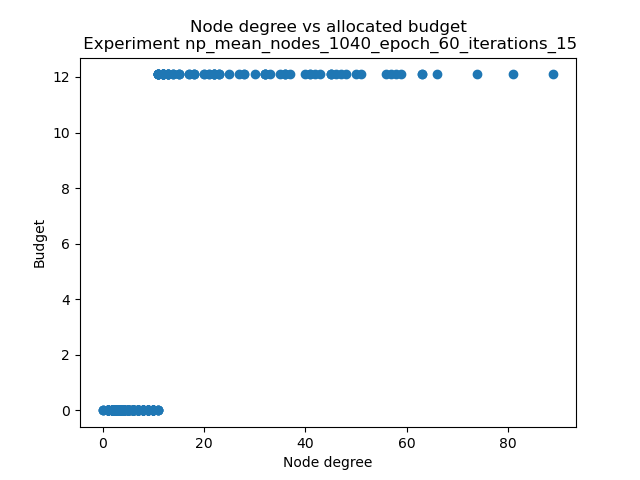 Node degree vs allocated budget
Experiment np_mean_nodes_1040_epoch_60_iterations_15
12
10
8
6
4
2
0
Budget
0 20 40 60 80
Node degree